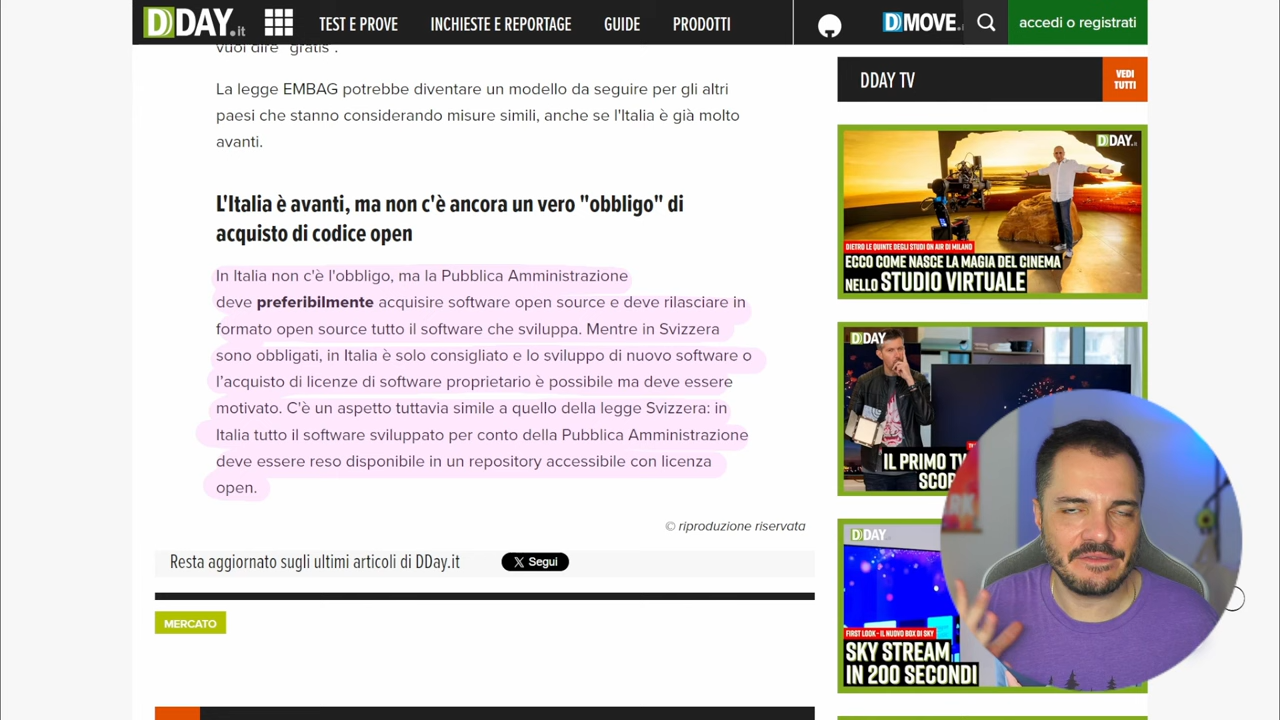 DDAY.it
TEST E PROVE
INCHIESTE E REPORTAGE
GUIDE
PRODOTTI
DMOVE.
accedi o registrati
vuol dire "gratis".
La legge EMBAG potrebbe diventare un modello da seguire per gli altri
paesi che stanno considerando misure simili, anche se l'Italia è già molto
avanti.
L'Italia è avanti, ma non c'è ancora un vero "obbligo" di
acquisto di codice open
In Italia non c'è l'obbligo, ma la Pubblica Amministrazione
deve preferibilmente acquisire software open source e deve rilasciare in
formato open source tutto il software che sviluppa. Mentre in Svizzera
sono obbligati, in Italia è solo consigliato e lo sviluppo di nuovo software o
l'acquisto di licenze di software proprietario è possibile ma deve essere
motivato. C'è un aspetto tuttavia simile a quello della legge Svizzera: in
Italia tutto il software sviluppato per conto della Pubblica Amministrazione
deve essere reso disponibile in un repository accessibile con licenza
open.
© riproduzione riservata
Resta aggiornato sugli ultimi articoli di DDay.it
X Segui
MERCATO
DDAY TV
VEDI
TUTTI
DDAY.it
DIETRO LE QUINTE DEGLI STUDI ON AIR DI MILANO
ECCO COME NASCE LA MAGIA DEL CINEMA
NELLO STUDIO VIRTUALE
DDAY
IL PRIMO TV
DDAY
FIRST LOOK - IL NUOVO BOX DI SKY
SKY STREAM
IN 200 SECONDI